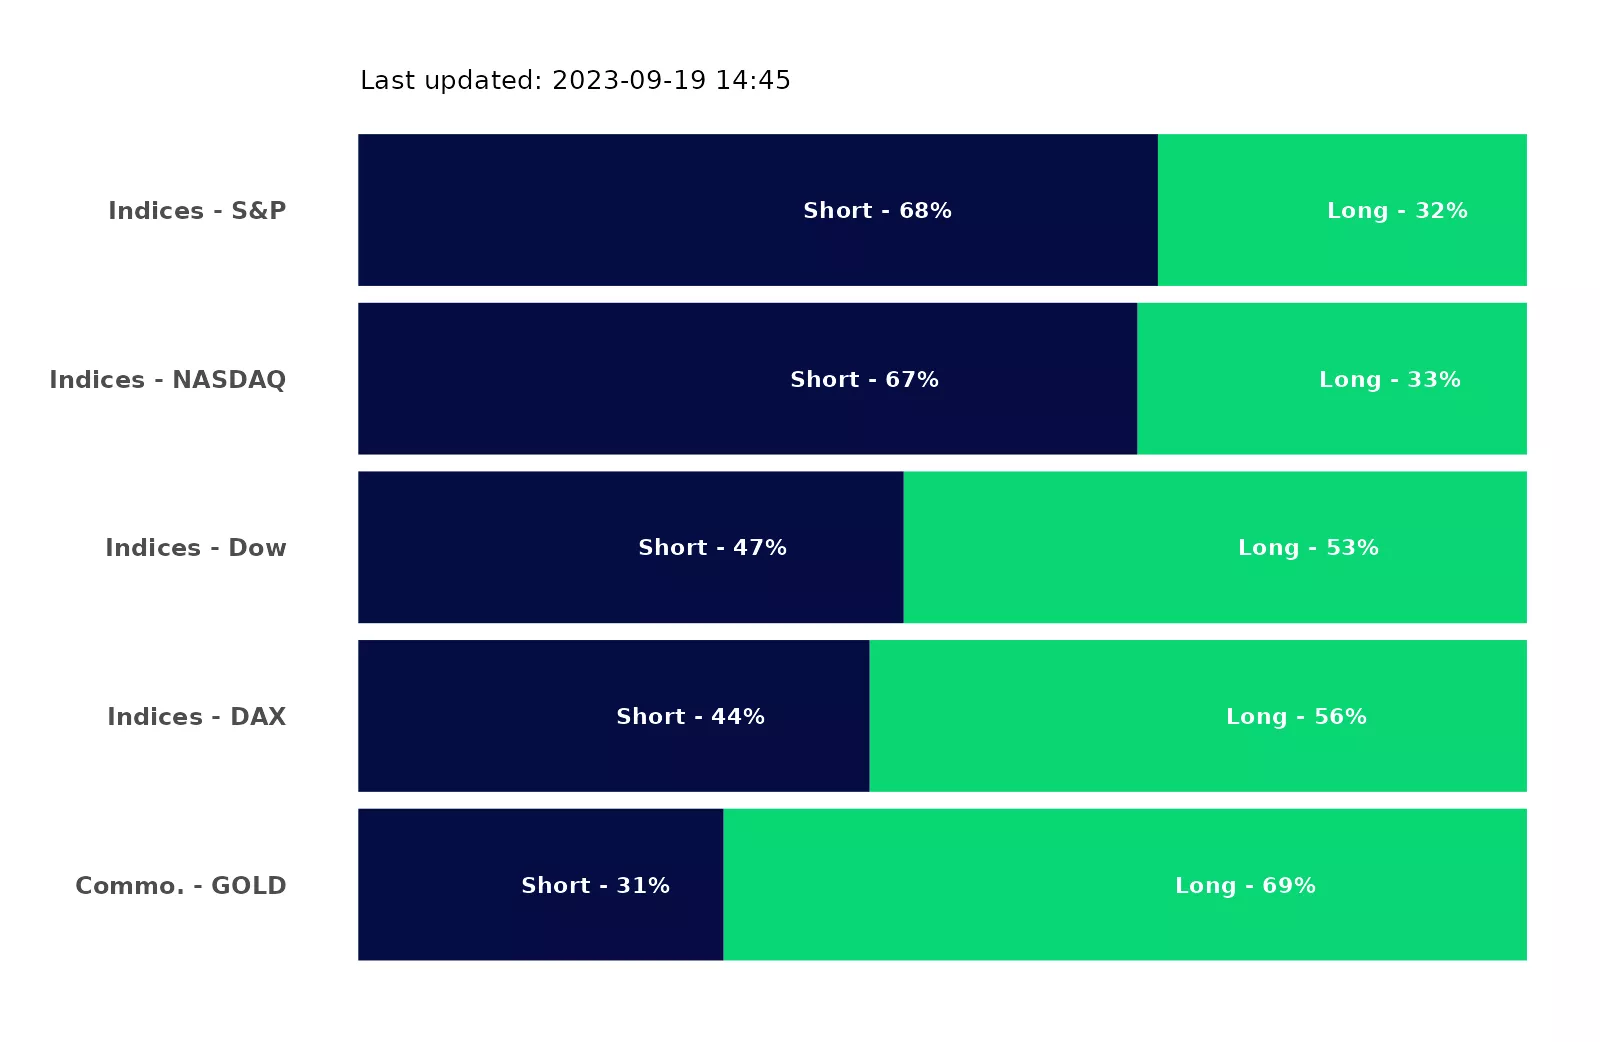 Last updated: 2023-09-19 14:45
Indices - S&P Short - 68% Long - 32%
Indices - NASDAQ Short - 67% Long - 33%
Indices - Dow Short - 47% Long - 53%
Indices - DAX Short - 44% Long - 56%
Commo. - GOLD Short - 31% Long - 69%